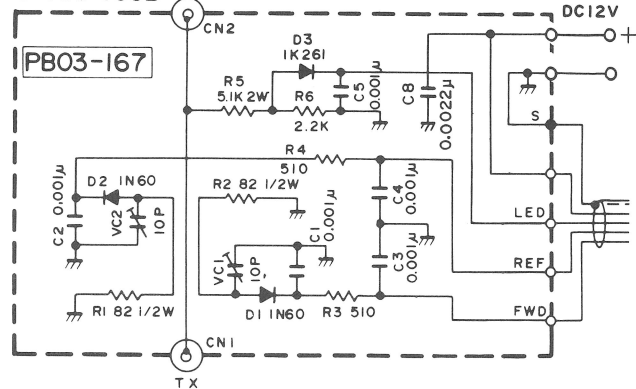 DC12V
CN2
+
PB03-167
D3
1K261
R5
5.1K 2W
R6
2.2K
C5
0.001μ
C8
0.0022μ
S
R4
510
0.001μ
D2 1N60
R2 82 1/2W
C2
VC2
10P
C1
0.001μ
C4
0.001μ
LED
VC1
10P
C3
0.001μ
REF
R1 82 1/2W
D1 1N60
R3 510
FWD
CN1
TX